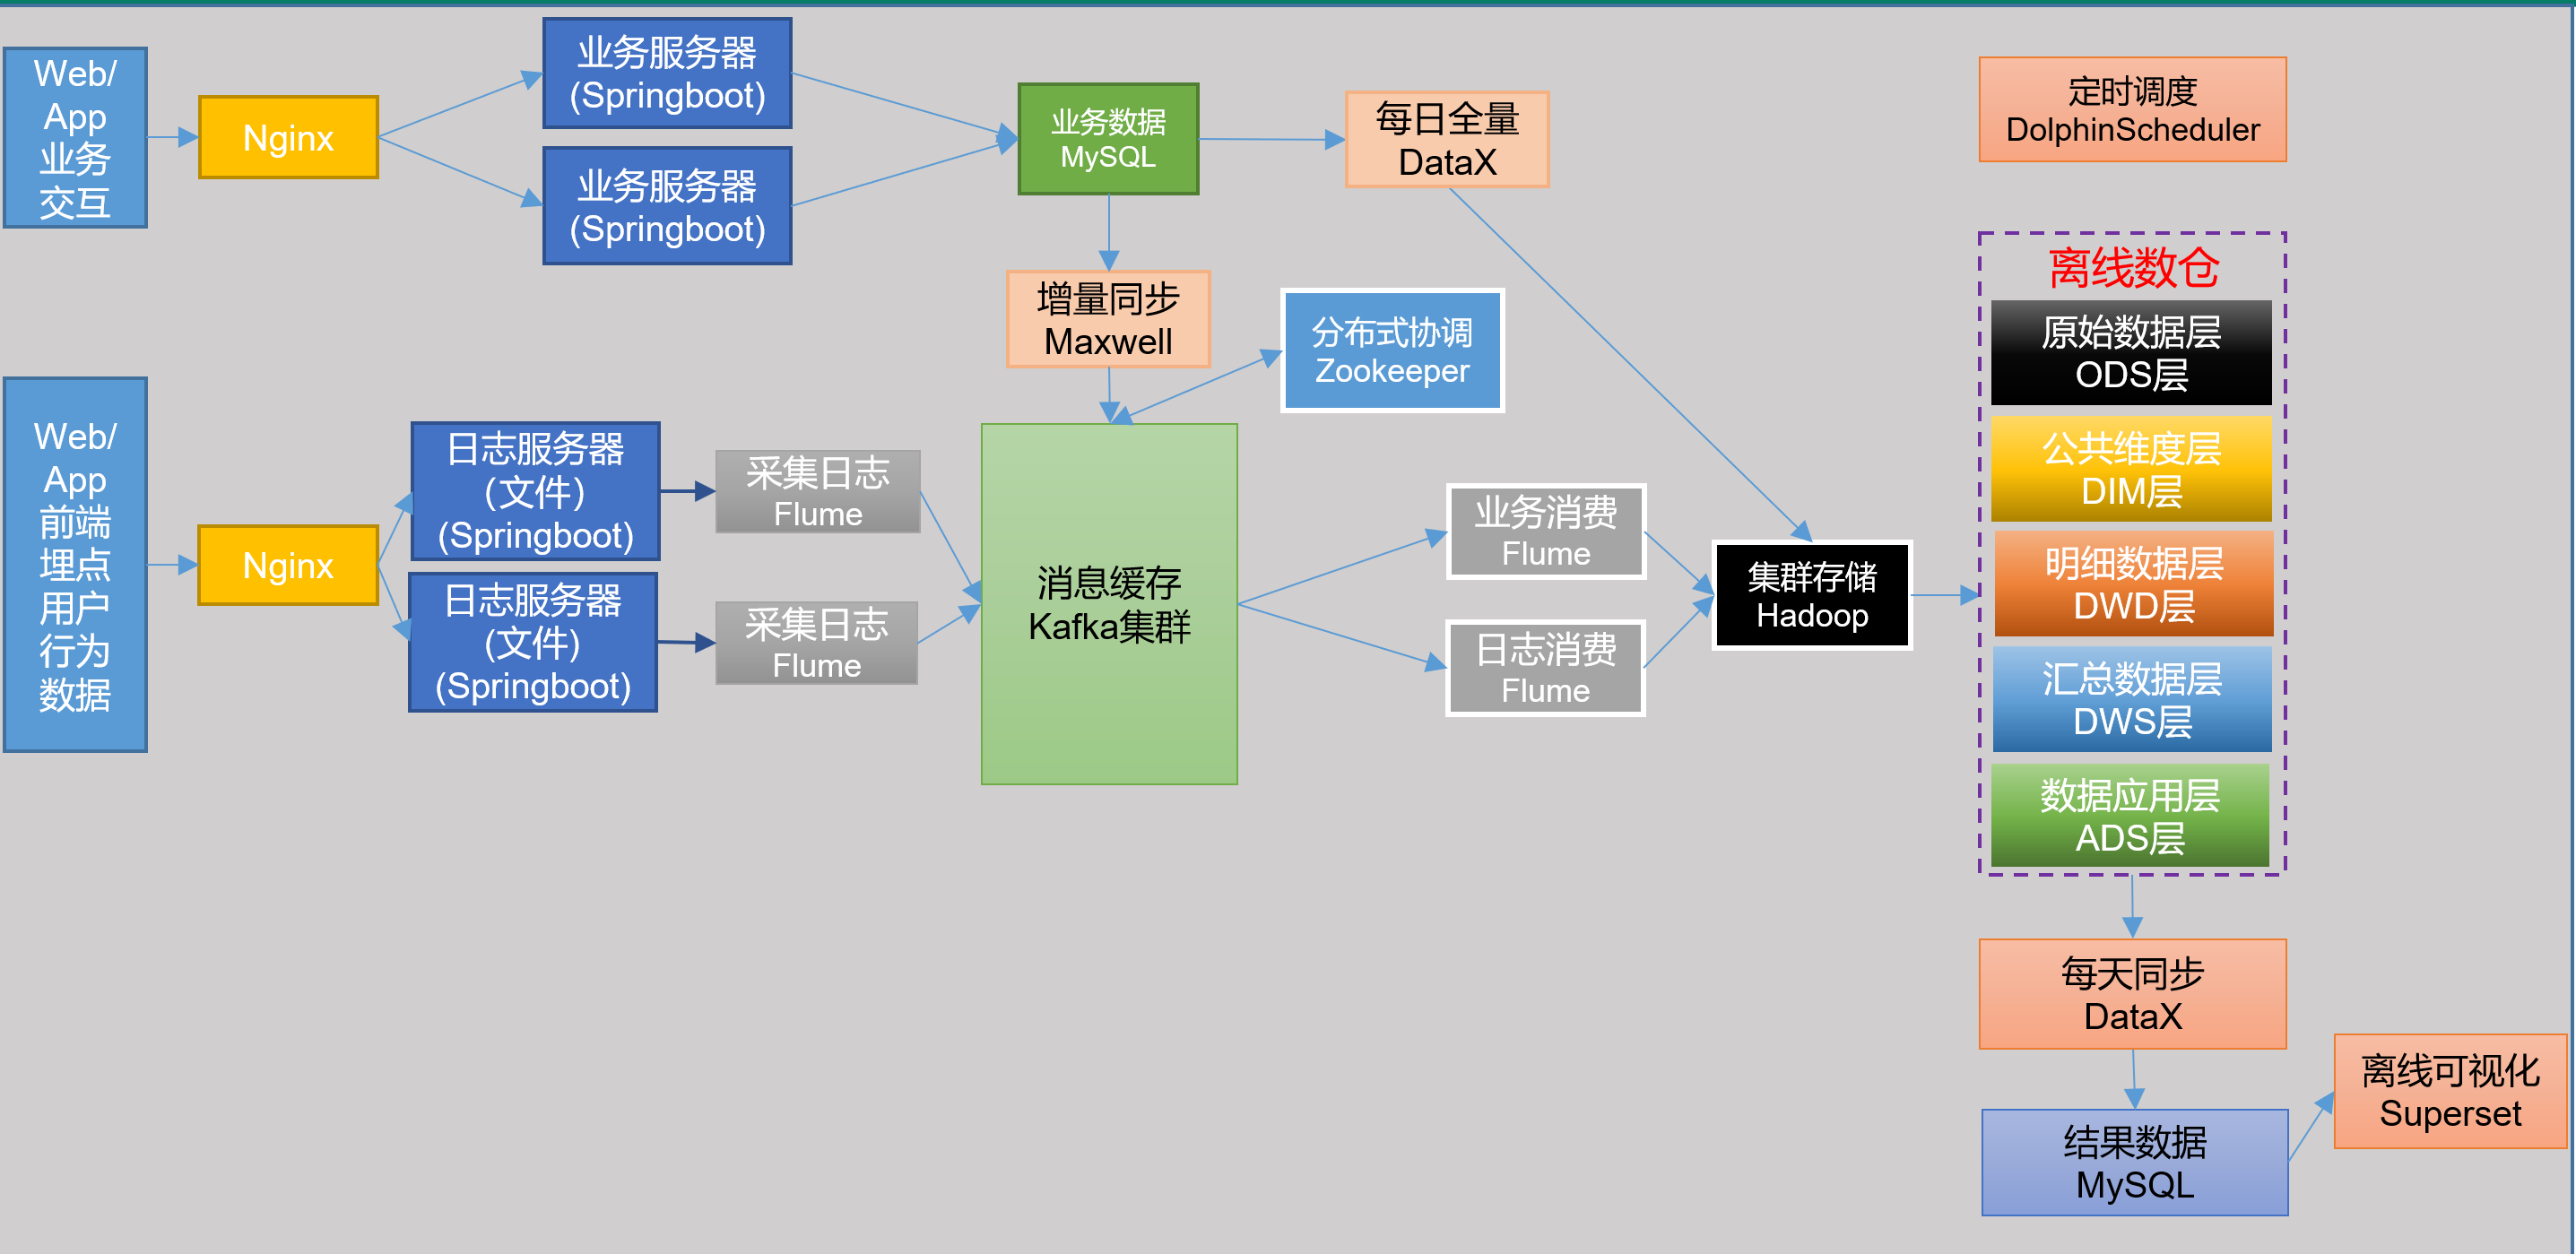 Web/
App
业务
交互
Nginx
业务服务器
(Springboot)
业务服务器
(Springboot)
业务数据
MySQL
每日全量
DataX
定时调度
DolphinScheduler
增量同步
Maxwell
分布式协调
Zookeeper
Web/
App
前端
埋点
用户
行为
数据
Nginx
日志服务器
（文件）
(Springboot)
日志服务器
(文件)
(Springboot)
采集日志
Flume
采集日志
Flume
消息缓存
Kafka集群
业务消费
Flume
日志消费
Flume
集群存储
Hadoop
离线数仓
原始数据层
ODS层
公共维度层
DIM层
明细数据层
DWD层
汇总数据层
DWS层
数据应用层
ADS层
每天同步
DataX
结果数据
MySQL
离线可视化
Superset